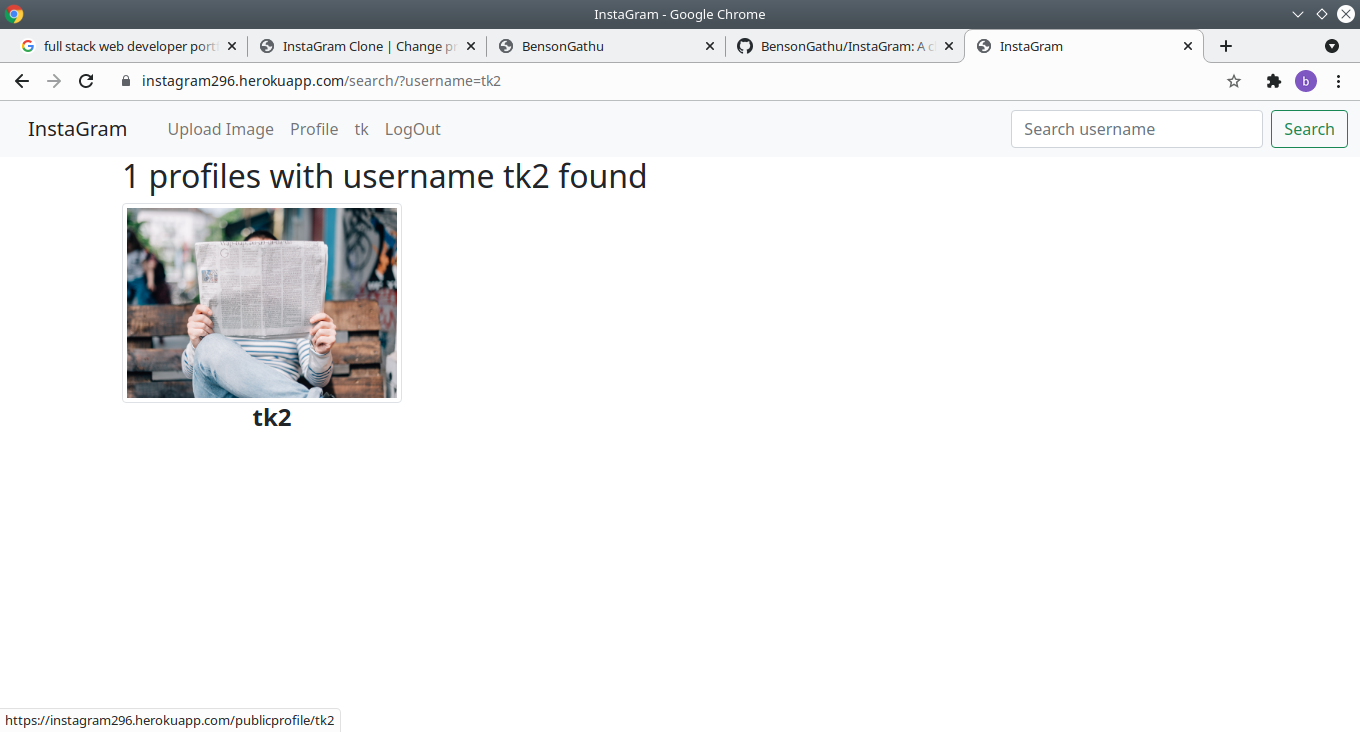 InstaGram - Google Chrome
full stack web developer port
InstaGram Clone | Change pr
BensonGathu
BensonGathu/InstaGram: A cl
InstaGram
instagram296.herokuapp.com/search/?username=tk2
b
InstaGram
Upload Image
Profile
tk
LogOut
Search username
Search
1 profiles with username tk2 found
tk2
https://instagram296.herokuapp.com/publicprofile/tk2